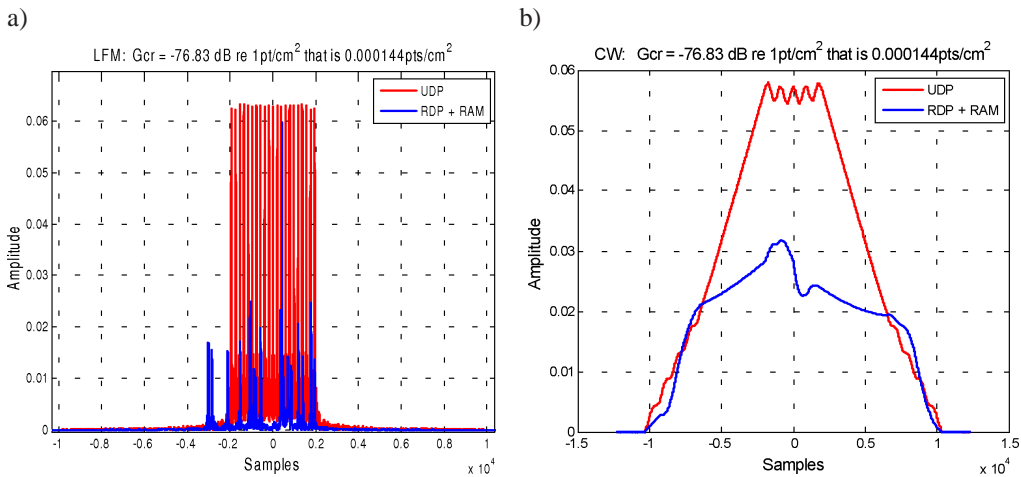 a)
LFM: Gcr = -76.83 dB re 1pt/cm² that is 0.000144pts/cm²
UDP
RDP + RAM
0.06
0.05
0.04
0.03
0.02
0.01
0
Amplitude
-1 -0.8 -0.6 -0.4 -0.2 0 0.2 0.4 0.6 0.8 1
Samples
x 10⁴
b)
CW: Gcr = -76.83 dB re 1pt/cm² that is 0.000144pts/cm²
UDP
RDP + RAM
0.06
0.05
0.04
0.03
0.02
0.01
0
Amplitude
-1.5 -1 -0.5 0 0.5 1 1.5
Samples
x 10⁴